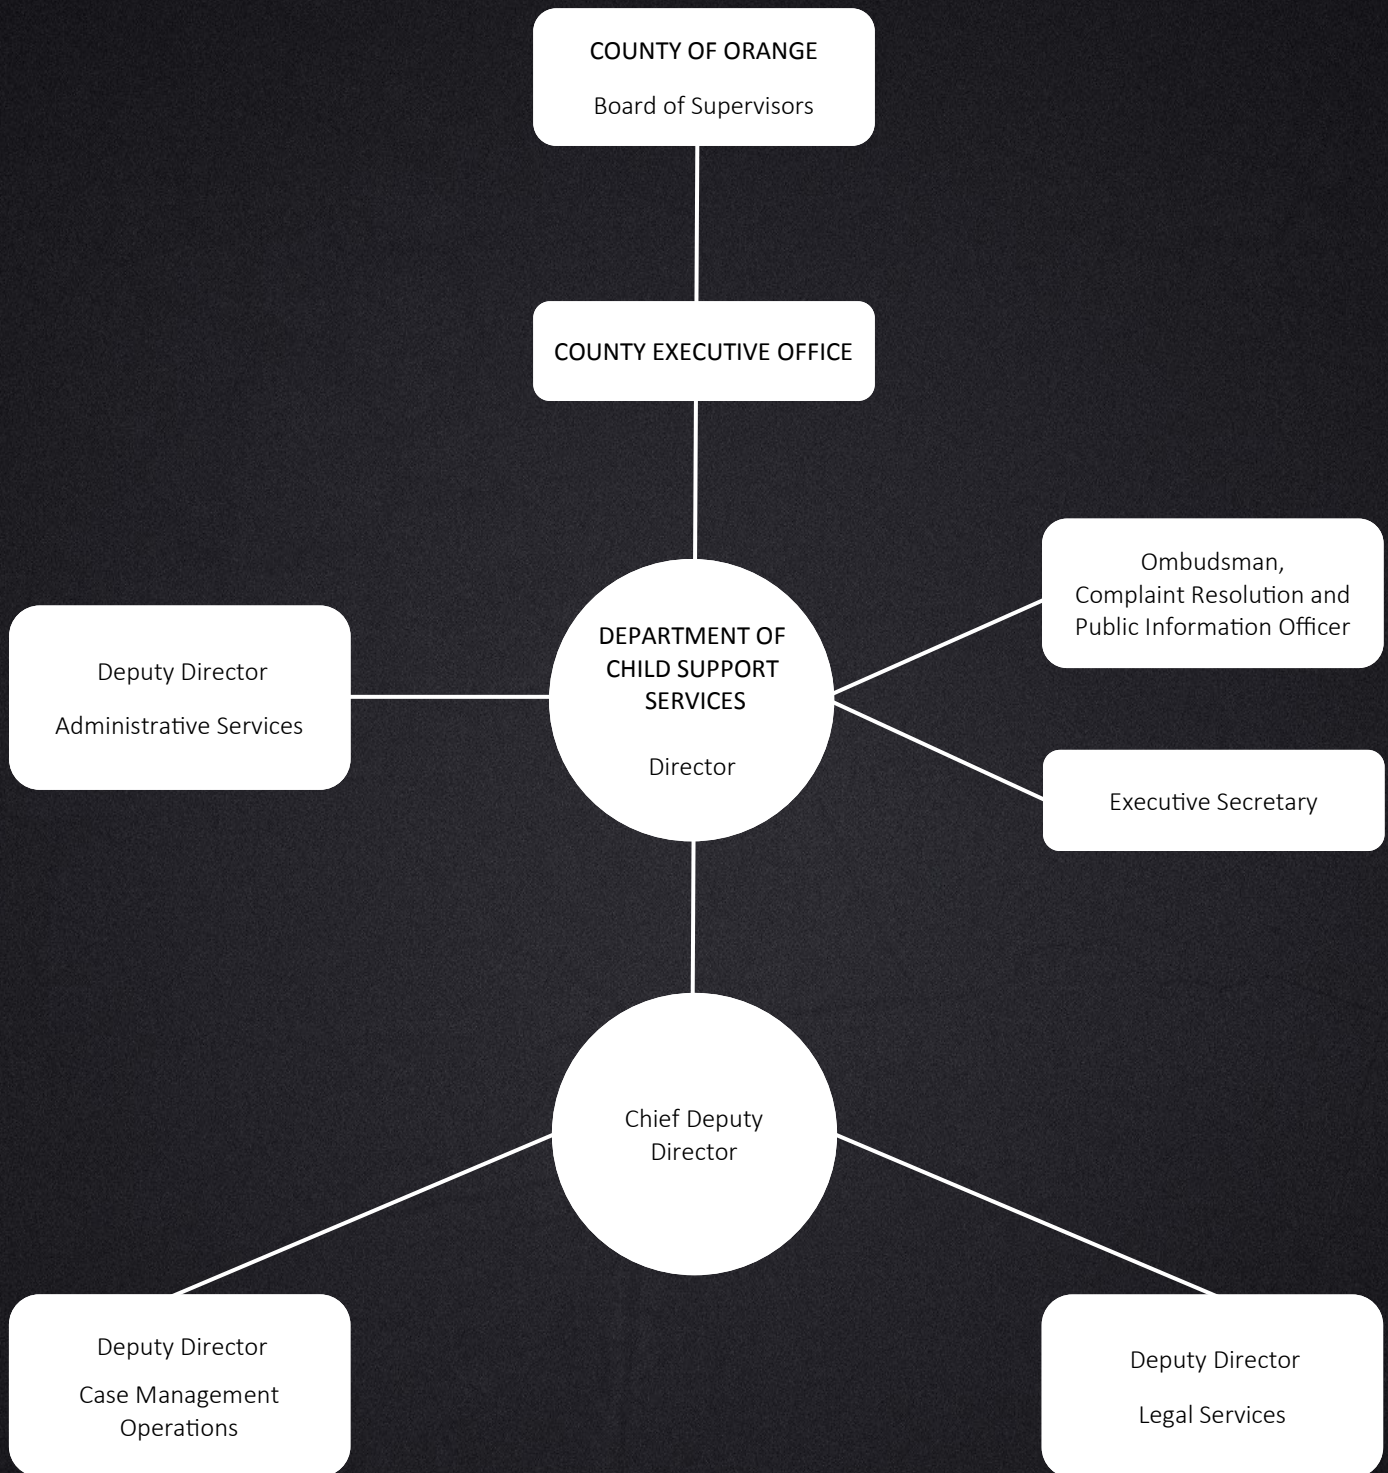 COUNTY OF ORANGE
Board of Supervisors
COUNTY EXECUTIVE OFFICE
Ombudsman,
Complaint Resolution and
Public Information Officer
DEPARTMENT OF
CHILD SUPPORT
SERVICES
Director
Deputy Director
Administrative Services
Executive Secretary
Chief Deputy
Director
Deputy Director
Case Management
Operations
Deputy Director
Legal Services